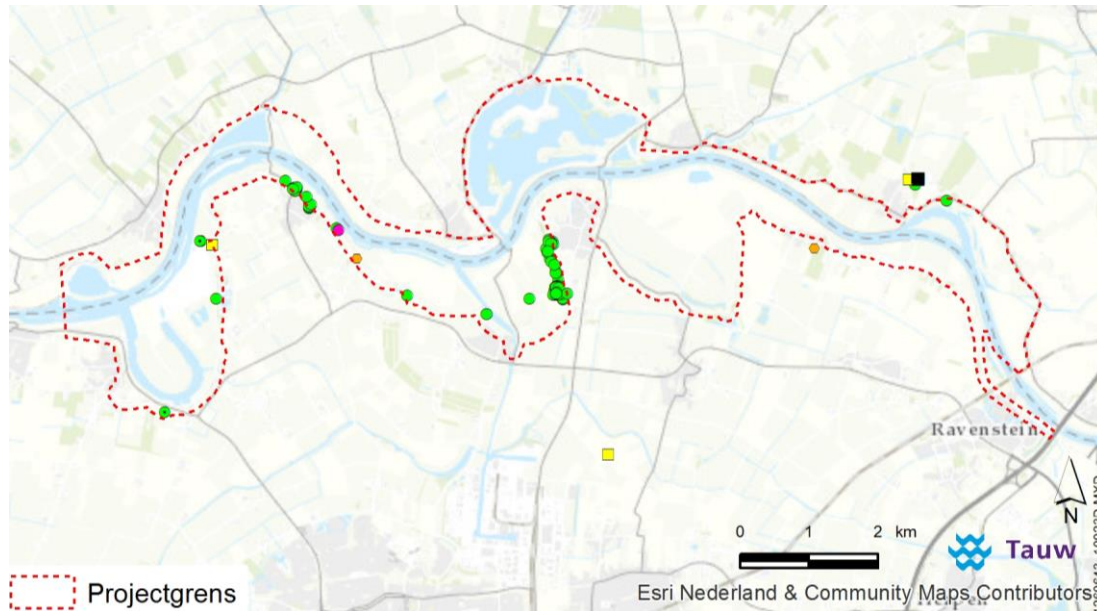 Ravenstein
0 1 2 km
N
Tauw
Projectgrens
Esri Nederland & Community Maps Contributors